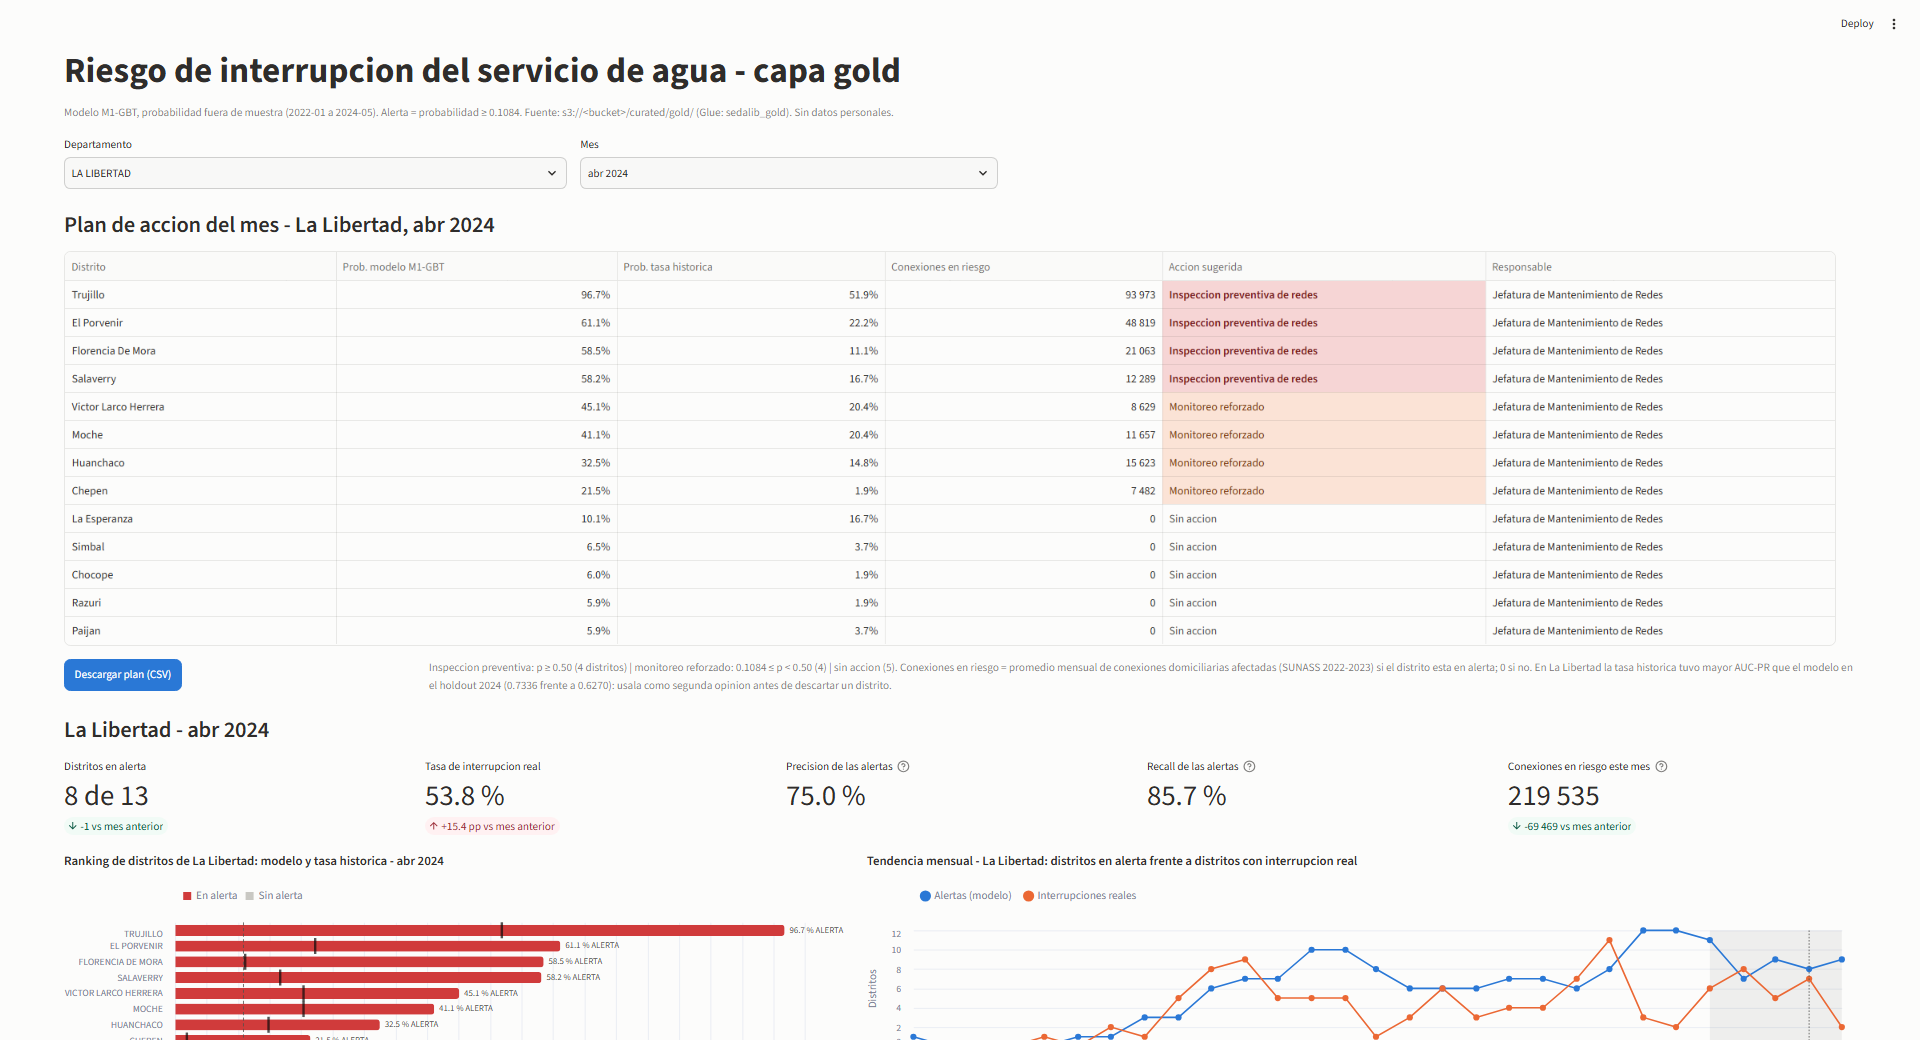 Deploy
Riesgo de interrupcion del servicio de agua - capa gold
Modelo M1-GBT, probabilidad fuera de muestra (2022-01 a 2024-05). Alerta = probabilidad ≥ 0.1084. Fuente: s3://<bucket>/curated/gold/ (Glue: sedalib_gold). Sin datos personales.
Departamento Mes
LA LIBERTAD abr 2024
Plan de accion del mes - La Libertad, abr 2024
Distrito Prob. modelo M1-GBT Prob. tasa historica Conexiones en riesgo Accion sugerida Responsable
Trujillo 96.7% 51.9% 93 973 Inspeccion preventiva de redes Jefatura de Mantenimiento de Redes
El Porvenir 61.1% 22.2% 48 819 Inspeccion preventiva de redes Jefatura de Mantenimiento de Redes
Florencia De Mora 58.5% 11.1% 21 063 Inspeccion preventiva de redes Jefatura de Mantenimiento de Redes
Salaverry 58.2% 16.7% 12 289 Inspeccion preventiva de redes Jefatura de Mantenimiento de Redes
Victor Larco Herrera 45.1% 20.4% 8 629 Monitoreo reforzado Jefatura de Mantenimiento de Redes
Moche 41.1% 20.4% 11 657 Monitoreo reforzado Jefatura de Mantenimiento de Redes
Huanchaco 32.5% 14.8% 15 623 Monitoreo reforzado Jefatura de Mantenimiento de Redes
Chepen 21.5% 1.9% 7 482 Monitoreo reforzado Jefatura de Mantenimiento de Redes
La Esperanza 10.1% 16.7% 0 Sin accion Jefatura de Mantenimiento de Redes
Simbal 6.5% 3.7% 0 Sin accion Jefatura de Mantenimiento de Redes
Chocope 6.0% 1.9% 0 Sin accion Jefatura de Mantenimiento de Redes
Razuri 5.9% 1.9% 0 Sin accion Jefatura de Mantenimiento de Redes
Paijan 5.9% 3.7% 0 Sin accion Jefatura de Mantenimiento de Redes
Descargar plan (CSV)
Inspeccion preventiva: p ≥ 0.50 (4 distritos) | monitoreo reforzado: 0.1084 ≤ p < 0.50 (4) | sin accion (5). Conexiones en riesgo = promedio mensual de conexiones domiciliarias afectadas (SUNASS 2022-2023) si el distrito esta en alerta; 0 si no. En La Libertad la tasa historica tuvo mayor AUC-PR que el modelo en
el holdout 2024 (0.7336 frente a 0.6270): usala como segunda opinion antes de descartar un distrito.
La Libertad - abr 2024
Distritos en alerta Tasa de interrupcion real Precision de las alertas Recall de las alertas Conexiones en riesgo este mes
8 de 13 53.8 % 75.0 % 85.7 % 219 535
↓ -1 vs mes anterior ↑ +15.4 pp vs mes anterior ↓ -69 469 vs mes anterior
Ranking de distritos de La Libertad: modelo y tasa historica - abr 2024
En alerta Sin alerta
TRUJILLO 96.7 % ALERTA
EL PORVENIR 61.1 % ALERTA
FLORENCIA DE MORA 58.5 % ALERTA
SALAVERRY 58.2 % ALERTA
VICTOR LARCO HERRERA 45.1 % ALERTA
MOCHE 41.1 % ALERTA
HUANCHACO 32.5 % ALERTA
CHEPEN 21.5 % ALERTA
Tendencia mensual - La Libertad: distritos en alerta frente a distritos con interrupcion real
Alertas (modelo) Interrupciones reales
Distritos
12
10
8
6
4
2